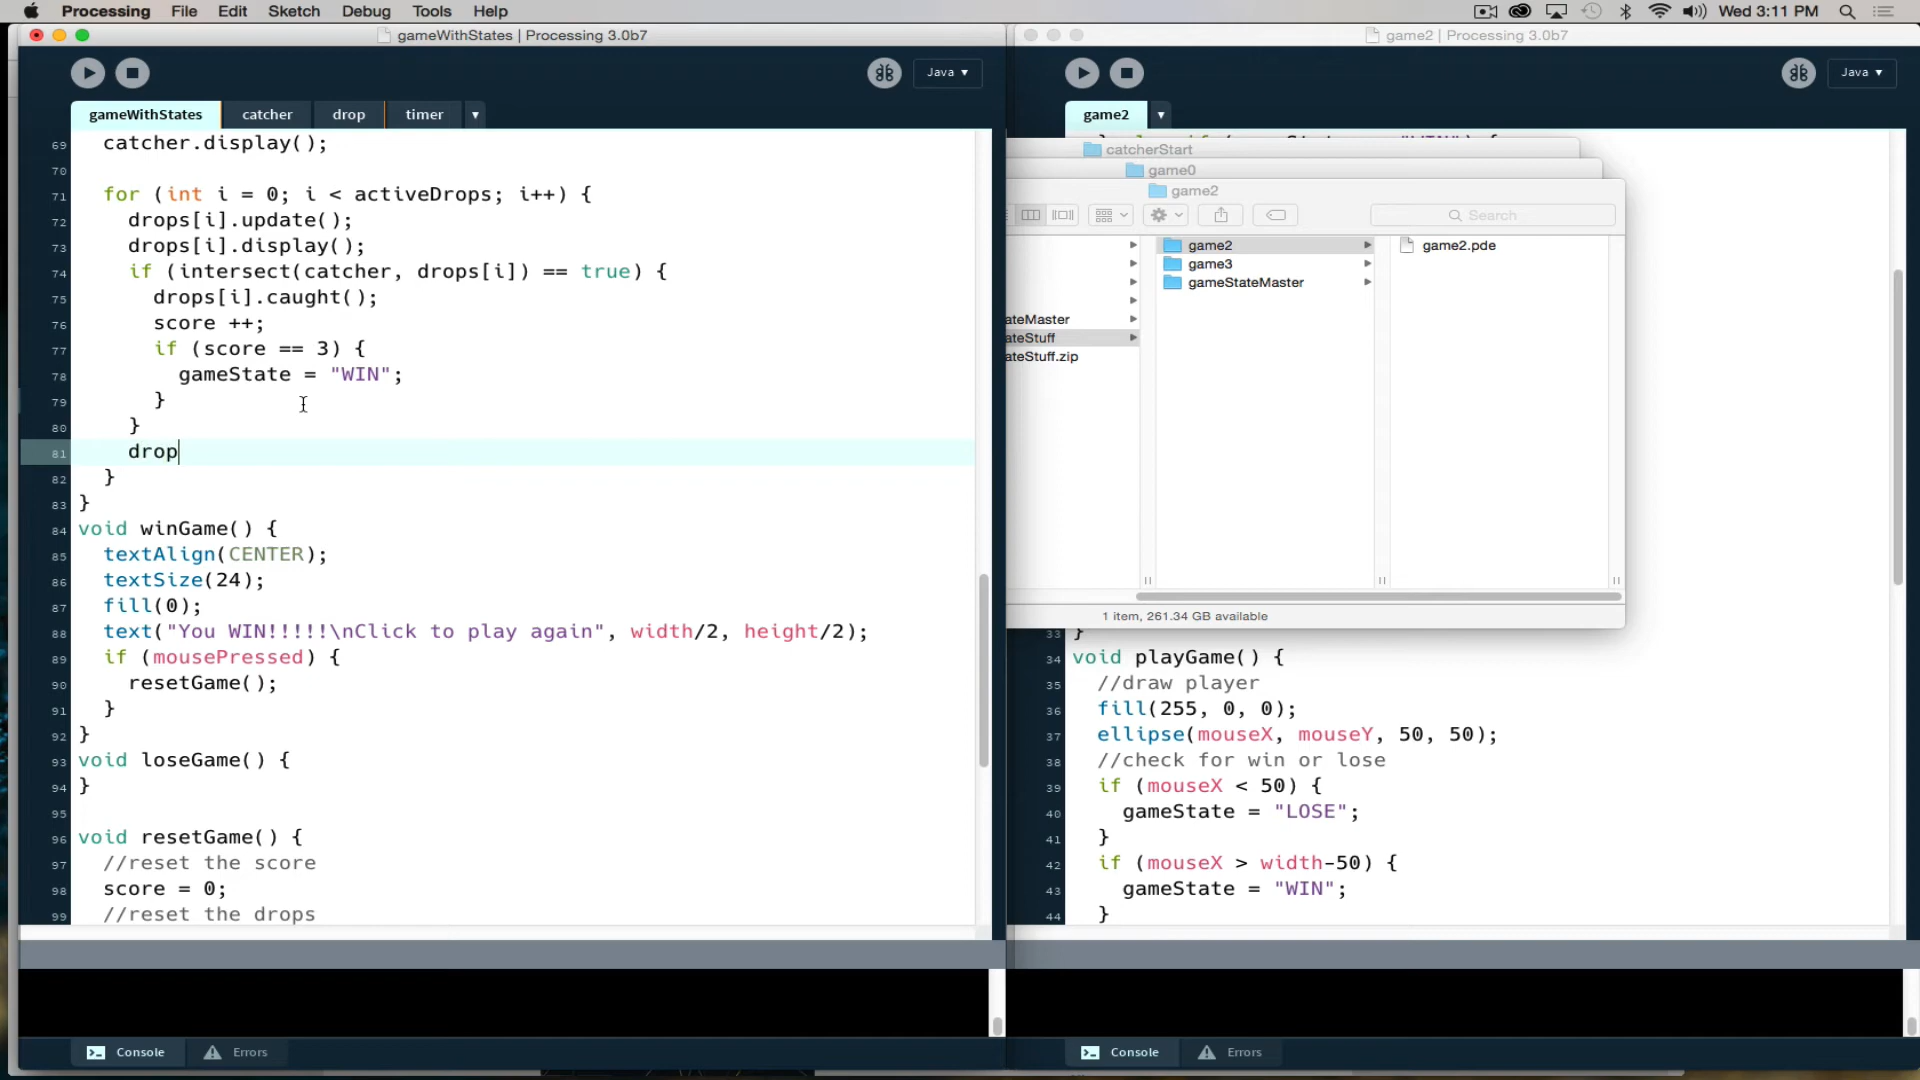 Processing File Edit Sketch Debug Tools Help
Wed 3:11 PM
gameWithStates | Processing 3.0b7
Java ▾
gameWithStates catcher drop timer ▾
69 catcher.display();
70
71 for (int i = 0; i < activeDrops; i++) {
72 drops[i].update();
73 drops[i].display();
74 if (intersect(catcher, drops[i]) == true) {
75 drops[i].caught();
76 score ++;
77 if (score == 3) {
78 gameState = "WIN";
79 }
80 }
81 drop
82 }
83 }
84 void winGame() {
85 textAlign(CENTER);
86 textSize(24);
87 fill(0);
88 text("You WIN!!!!!\nClick to play again", width/2, height/2);
89 if (mousePressed) {
90 resetGame();
91 }
92 }
93 void loseGame() {
94 }
95
96 void resetGame() {
97 //reset the score
98 score = 0;
99 //reset the drops
Console Errors
game2 | Processing 3.0b7
Java ▾
game2 ▾
catcherStart
game0
game2
Search
game2 game2.pde
game3
gameStateMaster
ateMaster
ateStuff
ateStuff.zip
1 item, 261.34 GB available
33 }
34 void playGame() {
35 //draw player
36 fill(255, 0, 0);
37 ellipse(mouseX, mouseY, 50, 50);
38 //check for win or lose
39 if (mouseX < 50) {
40 gameState = "LOSE";
41 }
42 if (mouseX > width-50) {
43 gameState = "WIN";
44 }
Console Errors